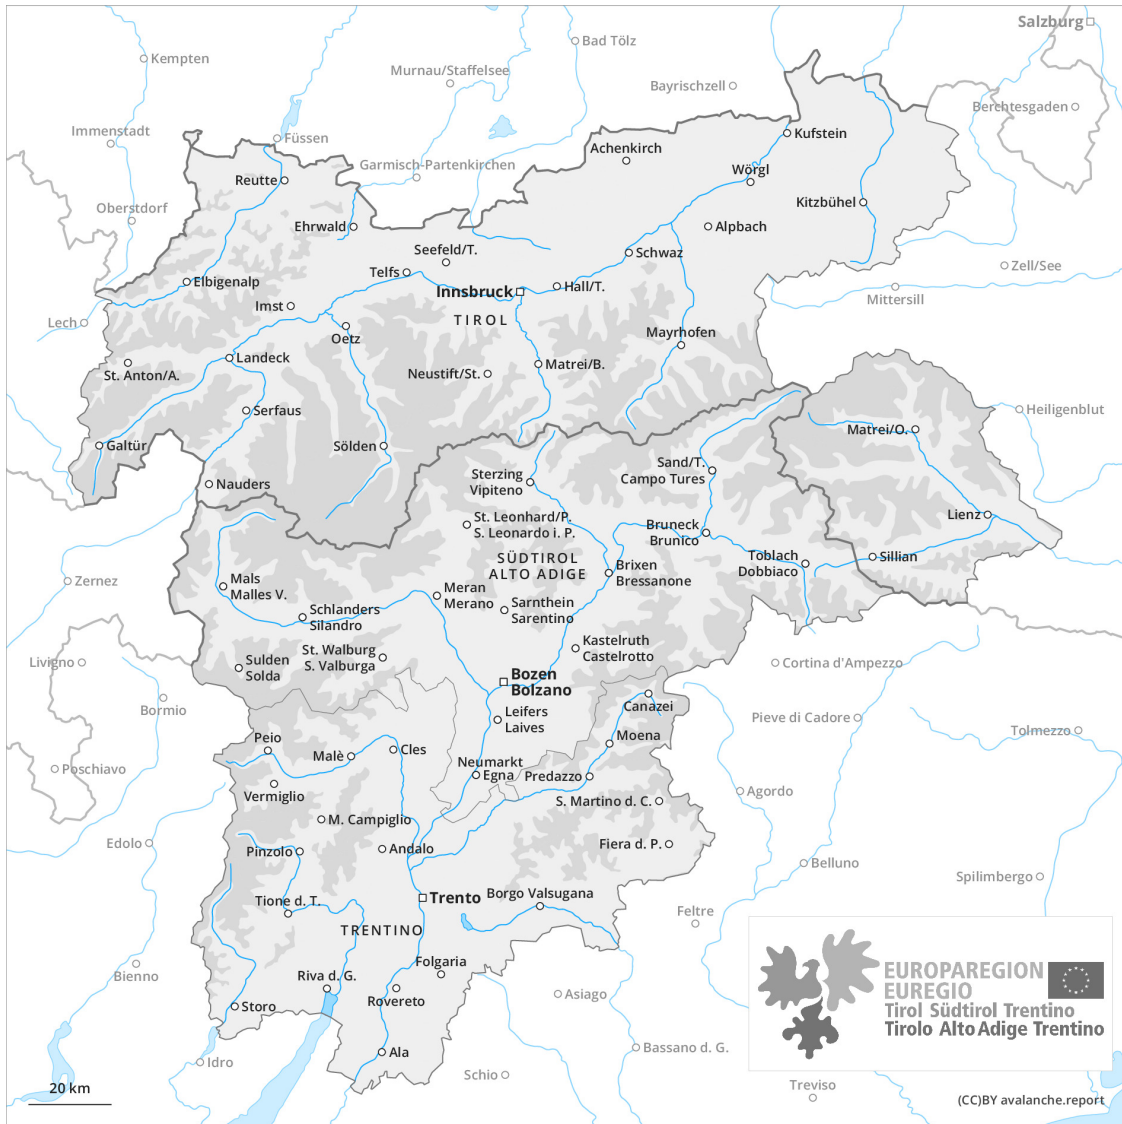 Salzburg
Bad Tölz
Kempten
Murnau/Staffelsee
Bayrischzell
Berchtesgaden
Immenstadt
Füssen
Kufstein
Achenkirch
Garmisch-Partenkirchen
Wörgl
Reutte
Kitzbühel
Oberstdorf
Ehrwald
Alpbach
Seefeld/T.
Schwaz
Zell/See
Telfs
Elbigenalp
Hall/T.
Innsbruck
Mittersill
Imst
TIROL
Lech
Mayrhofen
Oetz
Landeck
Matrei/B.
St. Anton/A.
Neustift/St.
Serfaus
Heiligenblut
Matrei/O.
Galtür
Sölden
Sand/T.
Campo Tures
Sterzing
Vipiteno
Nauders
Lienz
St. Leonhard/P.
S. Leonardo i. P.
Bruneck
Brunico
SÜDTIROL
ALTO ADIGE
Toblach
Dobbiaco
Sillian
Brixen
Bressanone
Zernez
Mals
Malles V.
Meran
Merano
Sarnthein
Sarentino
Schlanders
Silandro
Kastelruth
Castelrotto
St. Walburg
S. Valburga
Livigno
Sulden
Solda
Cortina d'Ampezzo
Bozen
Bolzano
Canazei
Bormio
Leifers
Laives
Pieve di Cadore
Tolmezzo
Peio
Malè
Cles
Moena
Neumarkt
Egna
Predazzo
Poschiavo
Vermiglio
S. Martino d. C.
Agordo
M. Campiglio
Edolo
Pinzolo
Andalo
Fiera d. P.
Belluno
Spilimbergo
Tione d. T.
Trento
Borgo Valsugana
Feltre
TRENTINO
Folgaria
Bienno
Riva d. G.
Rovereto
Asiago
Storo
EUROPAREGION
EUREGIO
Tirol Südtirol Trentino
Tirolo Alto Adige Trentino
Idro
Ala
Bassano d. G.
Schio
Treviso
20 km
(CC)BY avalanche.report